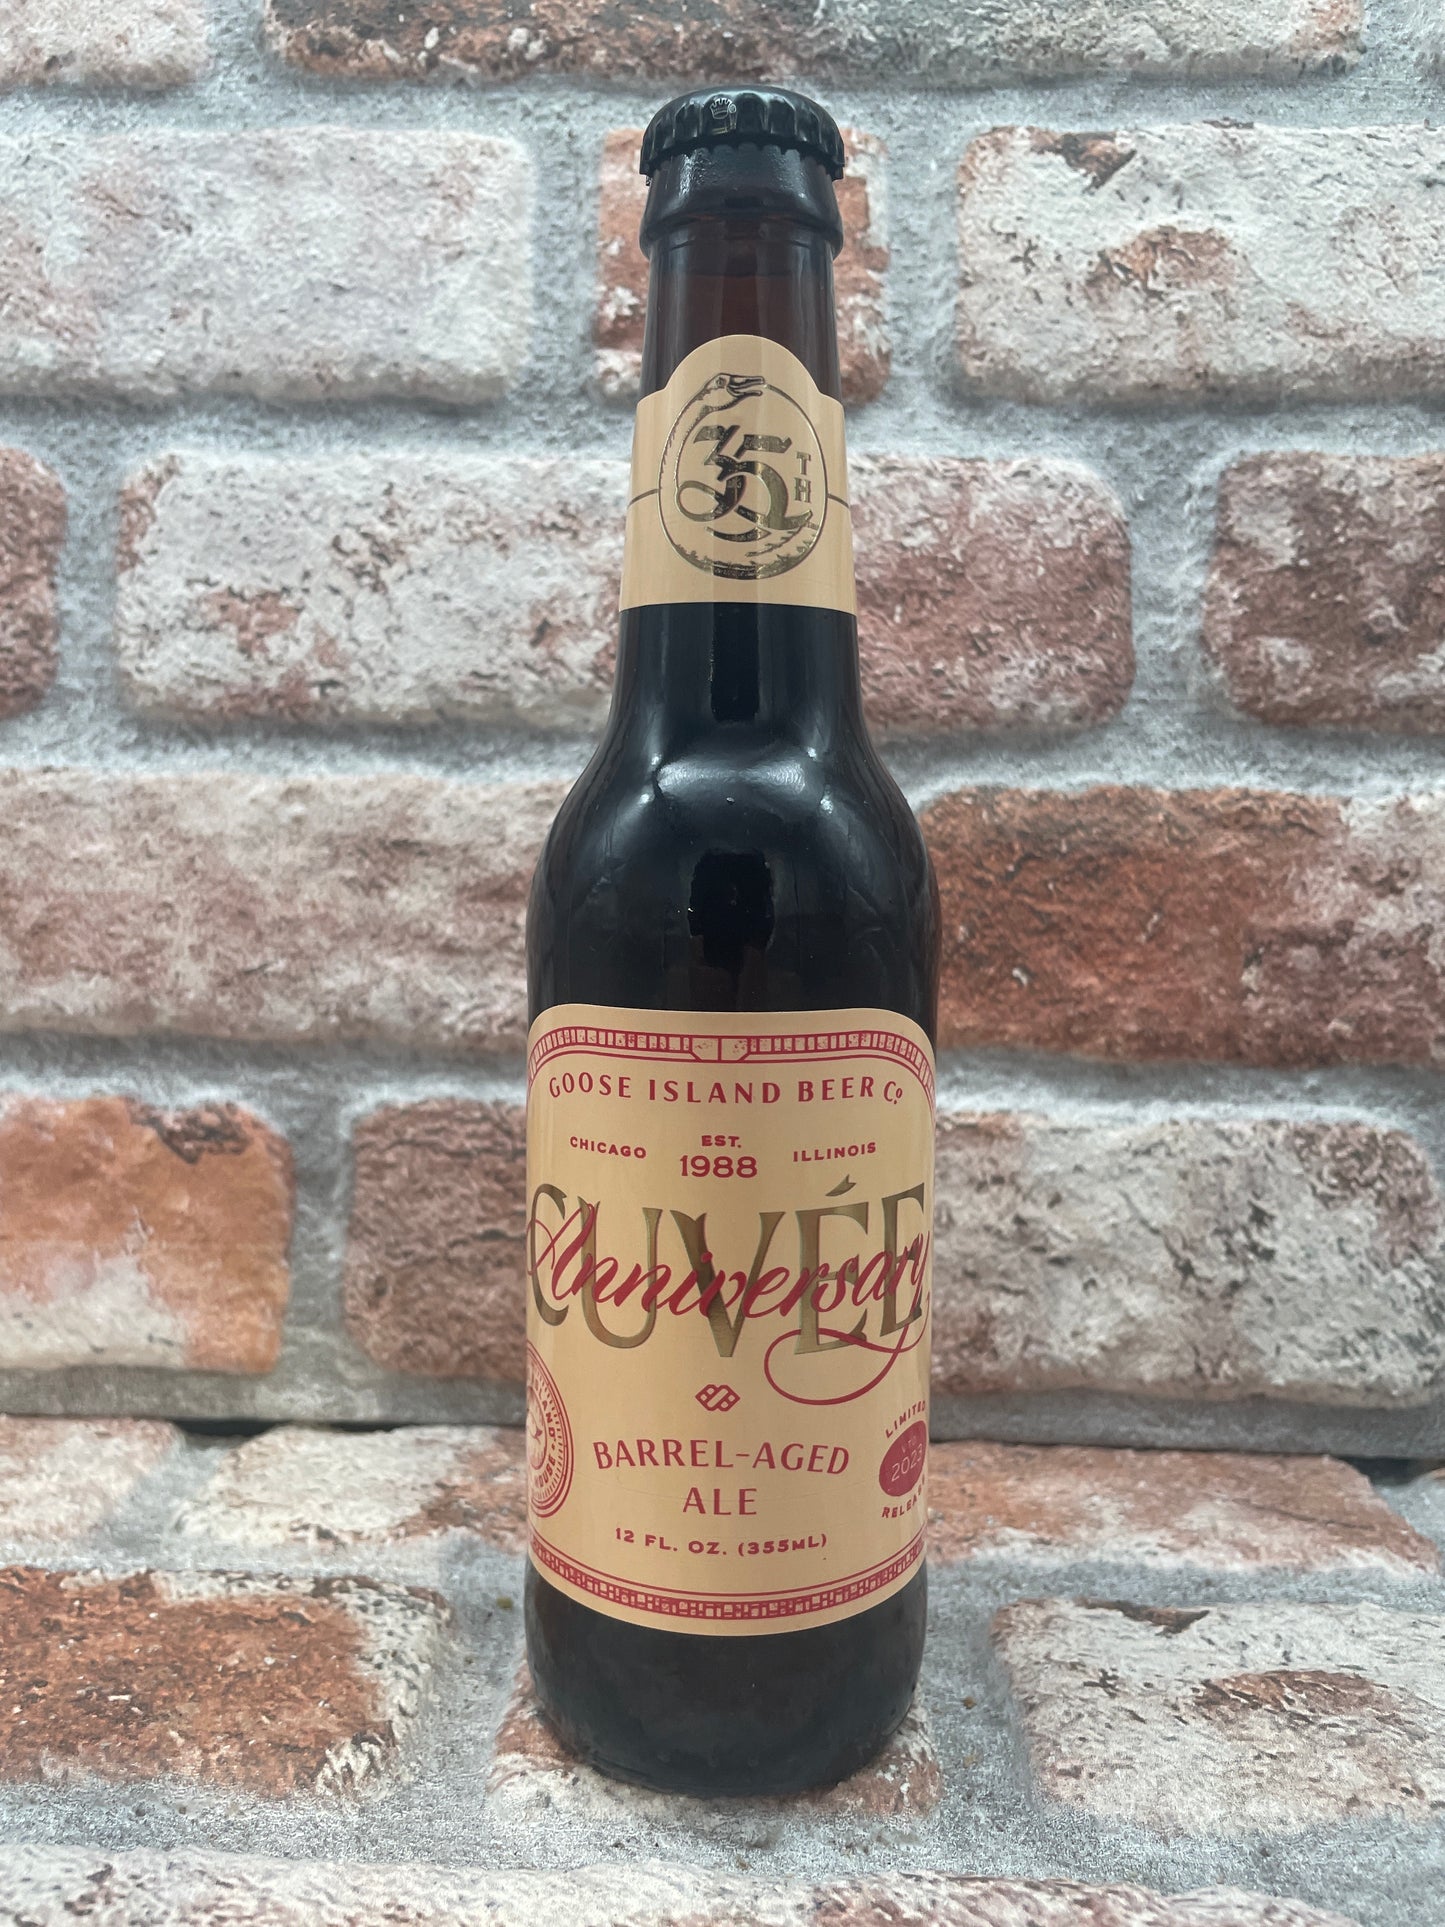 35TH
GOOSE ISLAND BEER Co
CHICAGO EST. ILLINOIS
1988
CUVÉE
Anniversary
BARREL-AGED
ALE
12 FL. OZ. (355mL)
LIMITED
2023
RELEASE